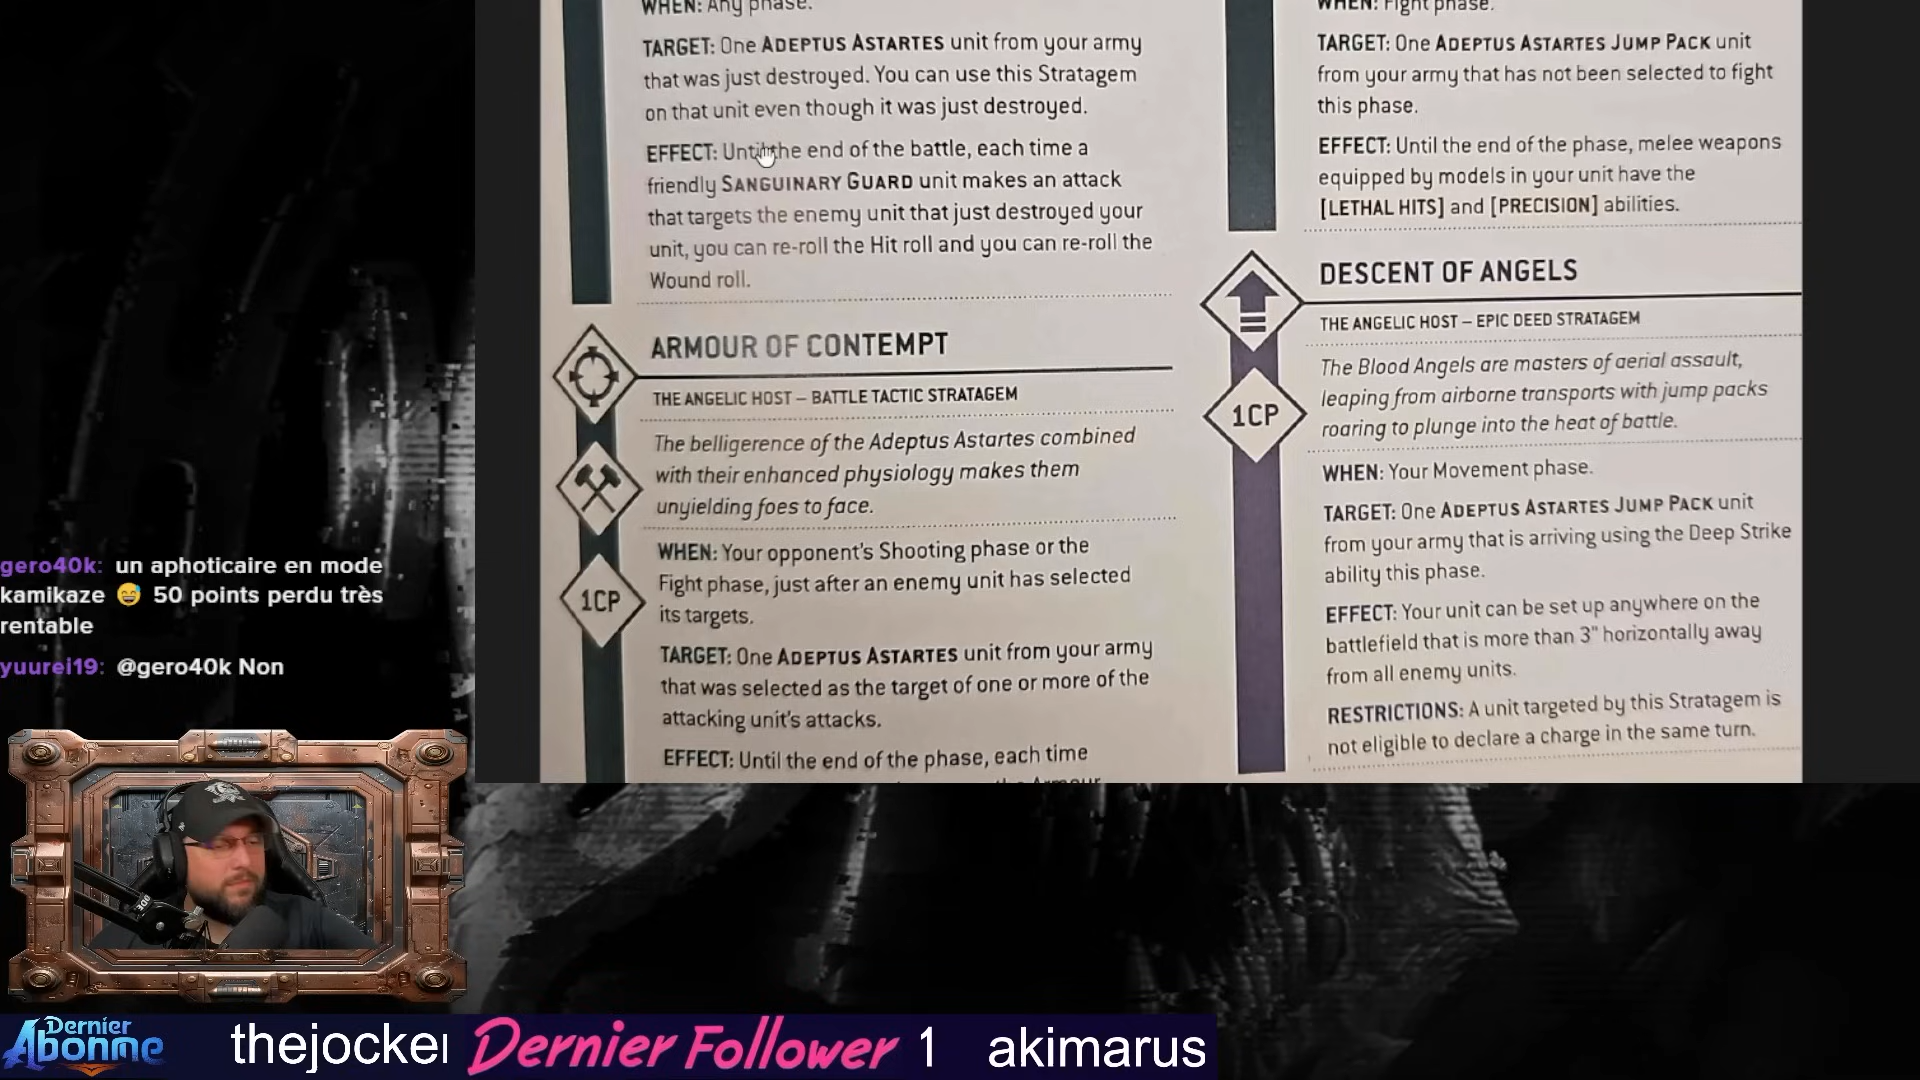 WHEN: Any phase.
TARGET: One ADEPTUS ASTARTES unit from your army
that was just destroyed. You can use this Stratagem
on that unit even though it was just destroyed.
EFFECT: Until the end of the battle, each time a
friendly SANGUINARY GUARD unit makes an attack
that targets the enemy unit that just destroyed your
unit, you can re-roll the Hit roll and you can re-roll the
Wound roll.
ARMOUR OF CONTEMPT
THE ANGELIC HOST – BATTLE TACTIC STRATAGEM
The belligerence of the Adeptus Astartes combined
with their enhanced physiology makes them
unyielding foes to face.
1CP
WHEN: Your opponent's Shooting phase or the
Fight phase, just after an enemy unit has selected
its targets.
TARGET: One ADEPTUS ASTARTES unit from your army
that was selected as the target of one or more of the
attacking unit's attacks.
EFFECT: Until the end of the phase, each time
WHEN: Fight phase.
TARGET: One ADEPTUS ASTARTES JUMP PACK unit
from your army that has not been selected to fight
this phase.
EFFECT: Until the end of the phase, melee weapons
equipped by models in your unit have the
[LETHAL HITS] and [PRECISION] abilities.
DESCENT OF ANGELS
THE ANGELIC HOST – EPIC DEED STRATAGEM
The Blood Angels are masters of aerial assault,
leaping from airborne transports with jump packs
roaring to plunge into the heat of battle.
1CP
WHEN: Your Movement phase.
TARGET: One ADEPTUS ASTARTES JUMP PACK unit
from your army that is arriving using the Deep Strike
ability this phase.
EFFECT: Your unit can be set up anywhere on the
battlefield that is more than 3" horizontally away
from all enemy units.
RESTRICTIONS: A unit targeted by this Stratagem is
not eligible to declare a charge in the same turn.
gero40k: un aphoticaire en mode
kamikaze 😅 50 points perdu très
rentable
yuurei19: @gero40k Non
300
Dernier
Abonné
thejocker
Dernier Follower
1 akimarus